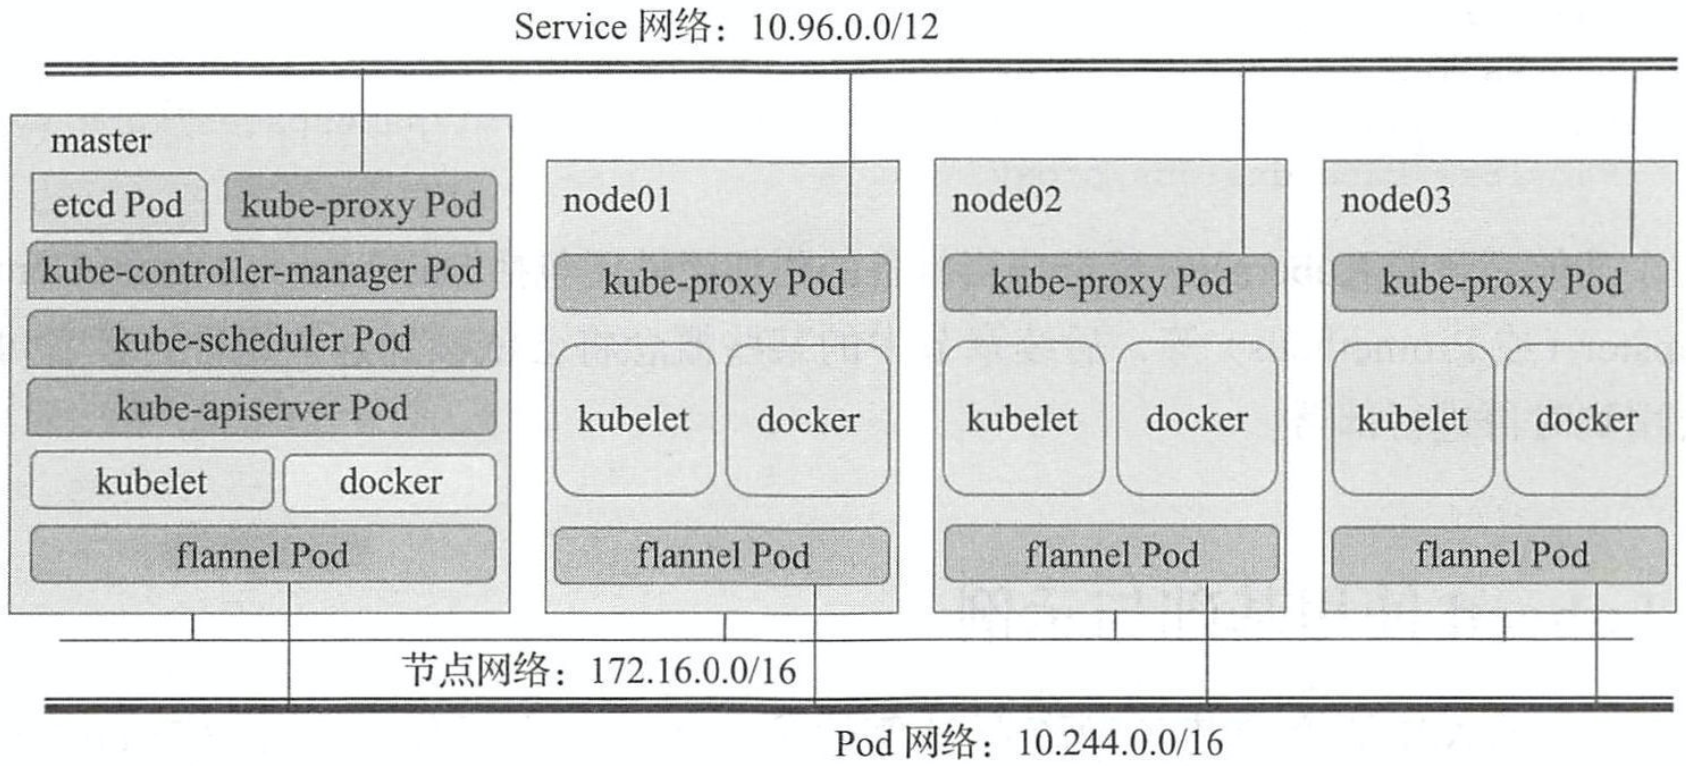 Service 网络：10.96.0.0/12
master
etcd Pod
kube-proxy Pod
kube-controller-manager Pod
kube-scheduler Pod
kube-apiserver Pod
kubelet
docker
flannel Pod
node01
kube-proxy Pod
kubelet
docker
flannel Pod
node02
kube-proxy Pod
kubelet
docker
flannel Pod
node03
kube-proxy Pod
kubelet
docker
flannel Pod
节点网络：172.16.0.0/16
Pod 网络：10.244.0.0/16